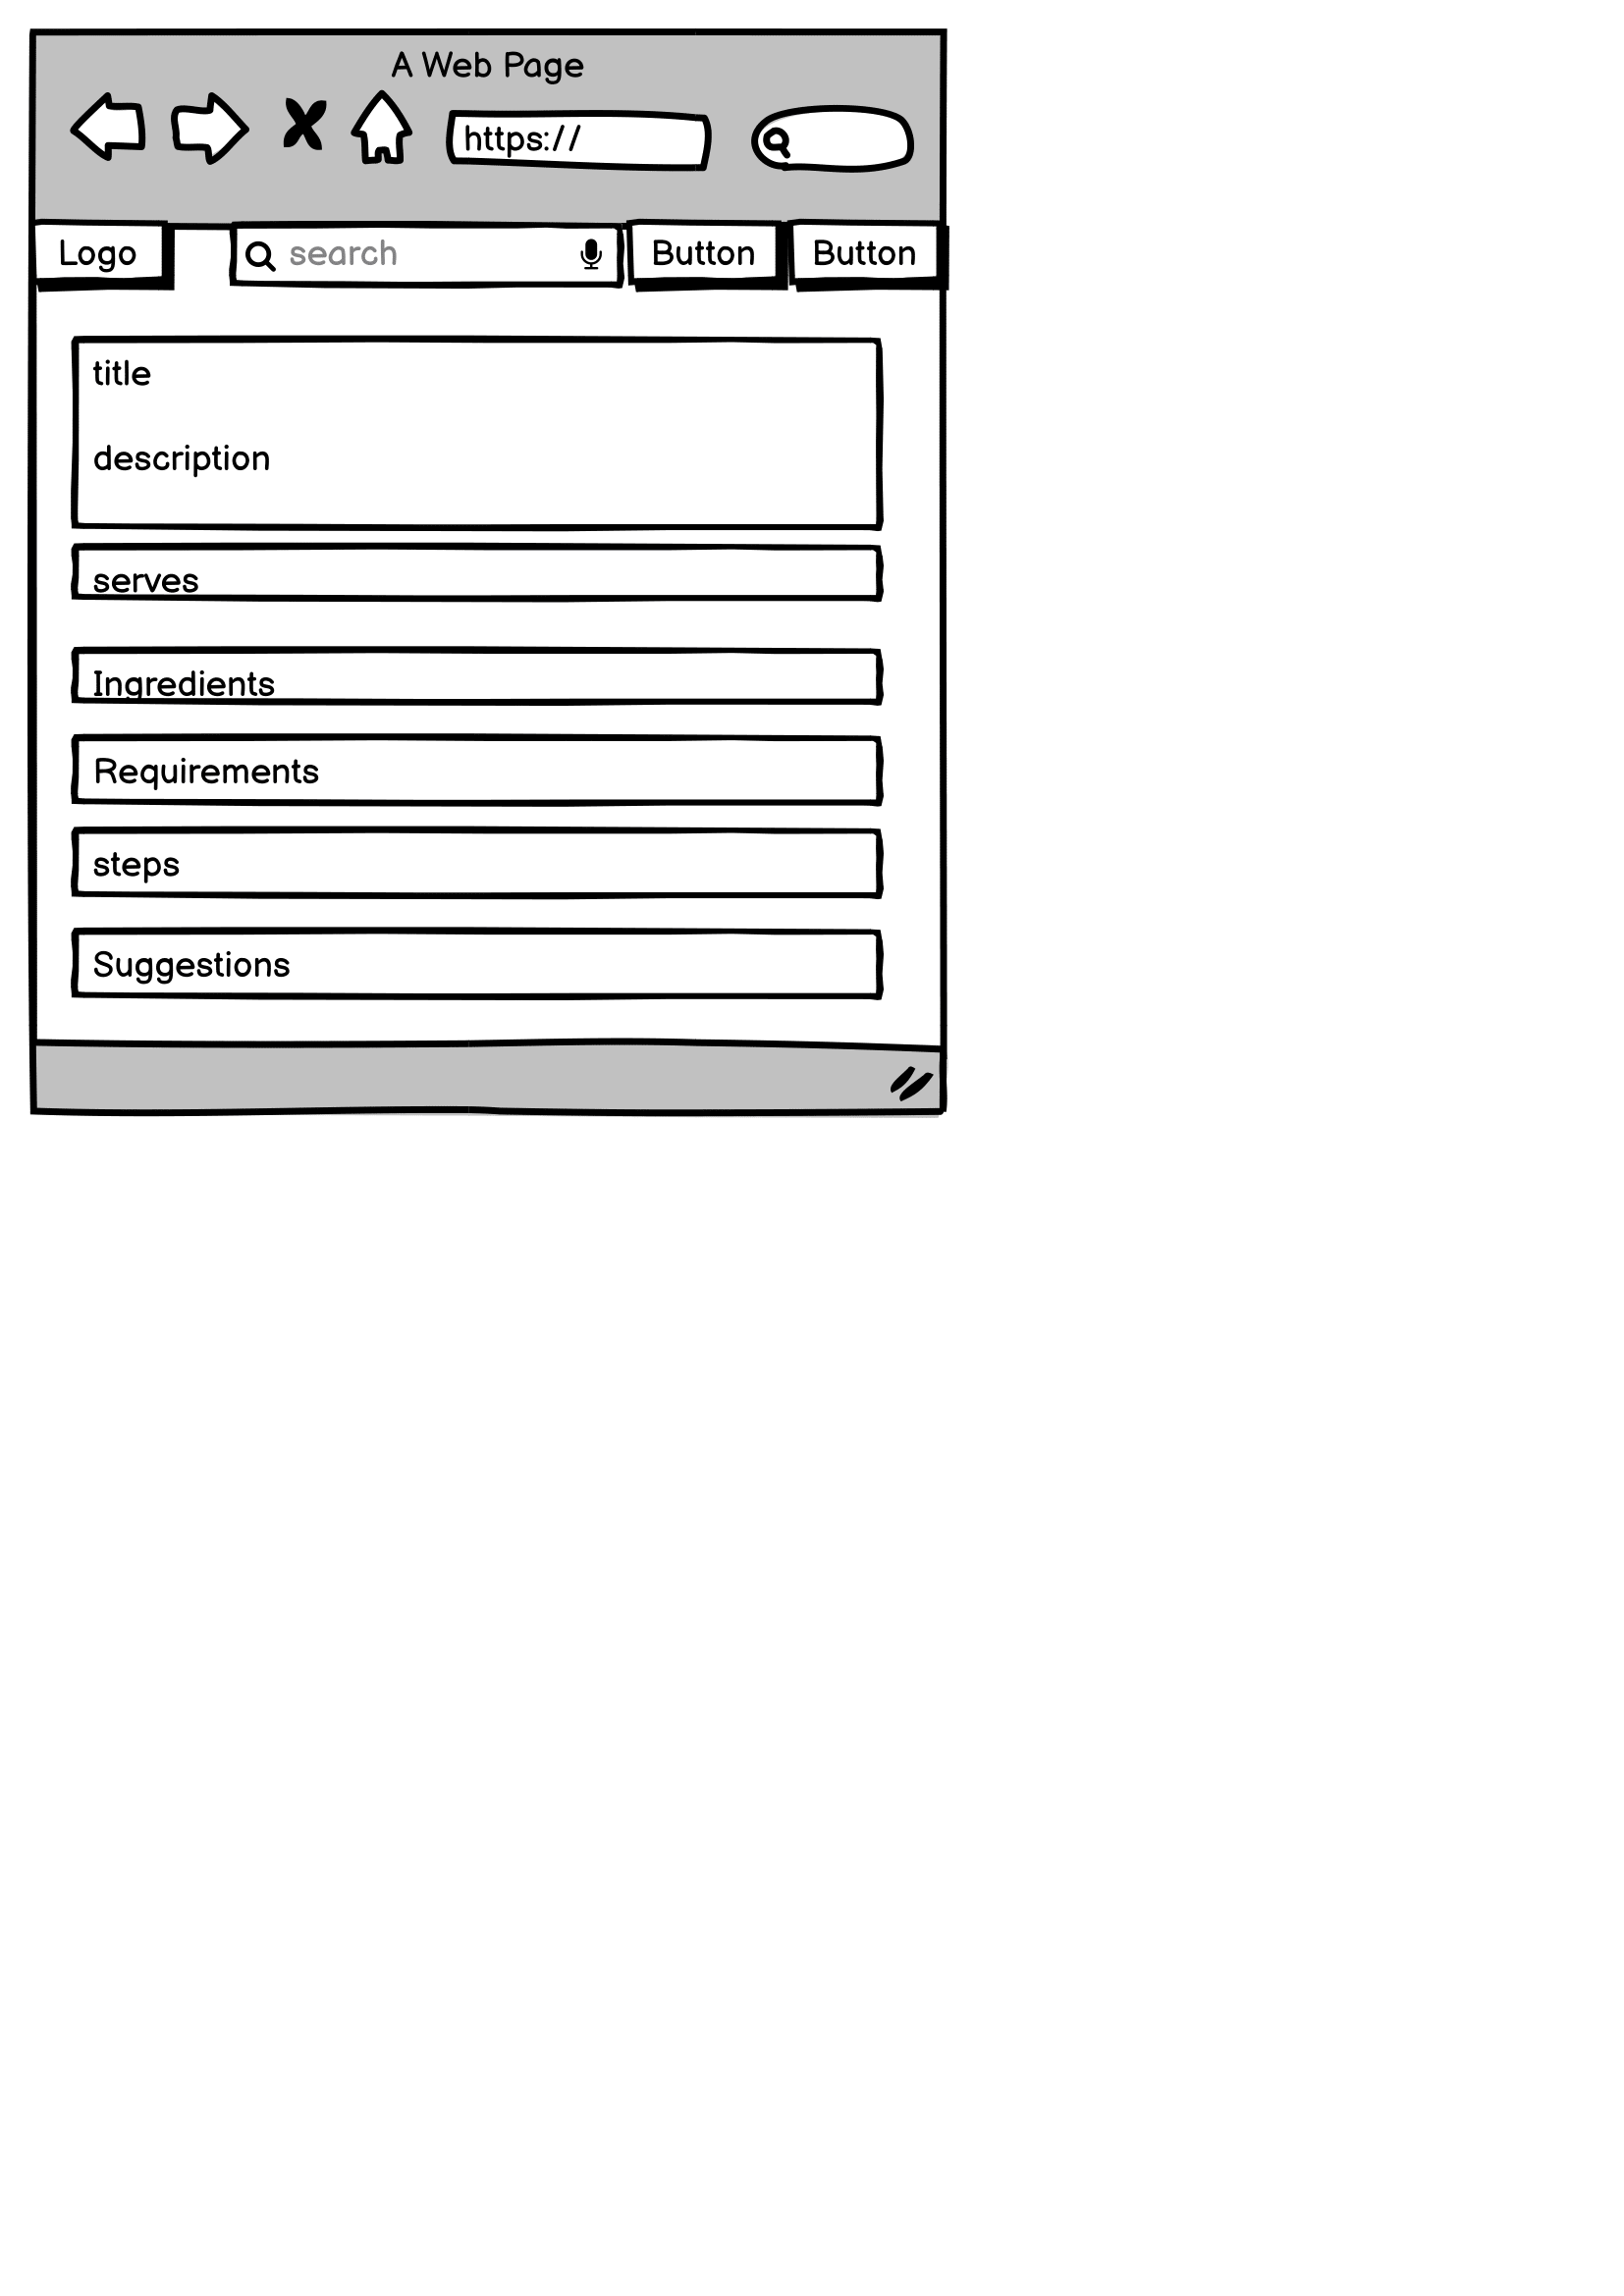 A Web Page
https://
Logo
search
Button
Button
title
description
serves
Ingredients
Requirements
steps
Suggestions